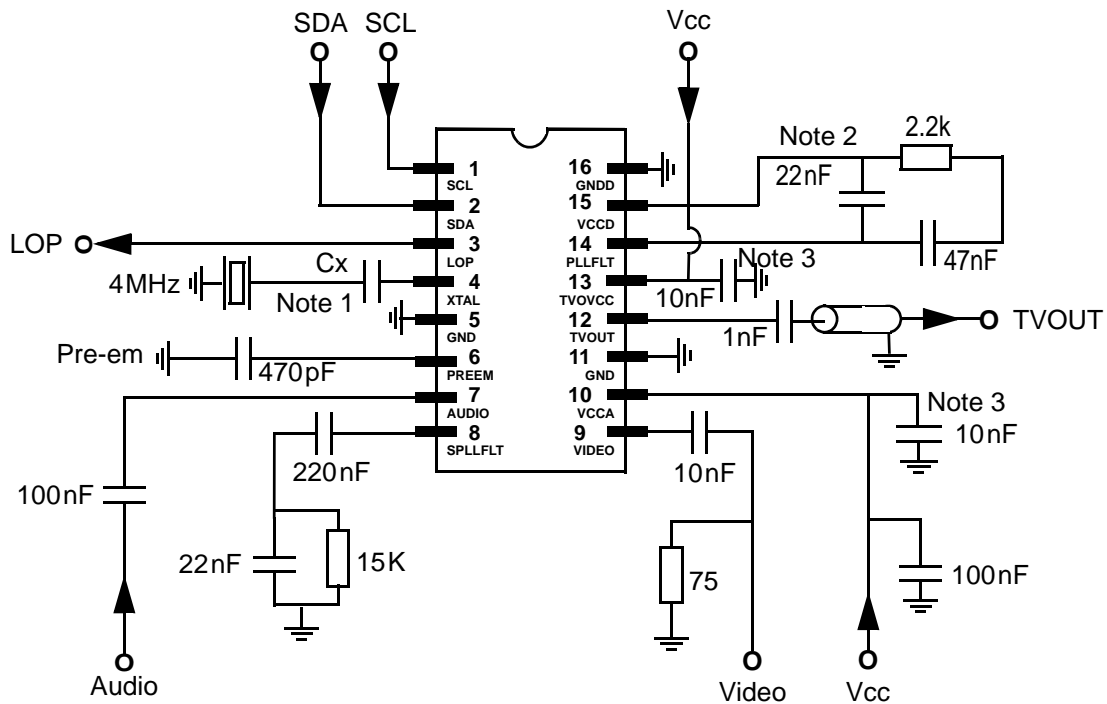 SDA SCL
Vcc
Note 2
2.2k
22nF
47nF
1
SCL
2
SDA
3
LOP
4
XTAL
5
GND
6
PREEM
7
AUDIO
8
SPLLFLT
16
GNDD
15
VCCD
14
PLLFLT
13
TVOVCC
12
TVOUT
11
GND
10
VCCA
9
VIDEO
LOP
4MHz
Cx
Note 1
Pre-em
470pF
220nF
100nF
22nF
15K
Audio
Note 3
10nF
1nF
TVOUT
Note 3
10nF
10nF
75
100nF
Video
Vcc